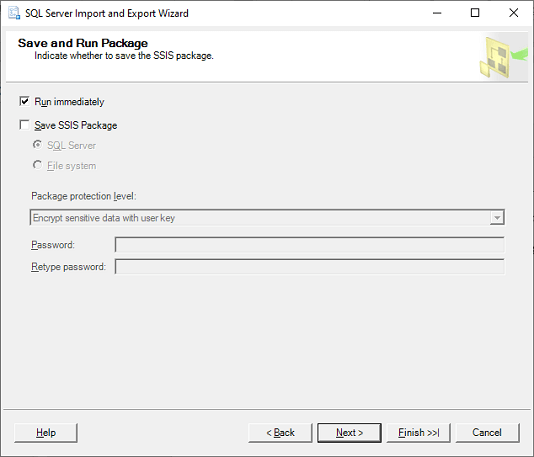 SQL Server Import and Export Wizard
Save and Run Package
Indicate whether to save the SSIS package.
Run immediately
Save SSIS Package
SQL Server
File system
Package protection level:
Encrypt sensitive data with user key
Password:
Retype password:
Help
< Back
Next >
Finish >>|
Cancel